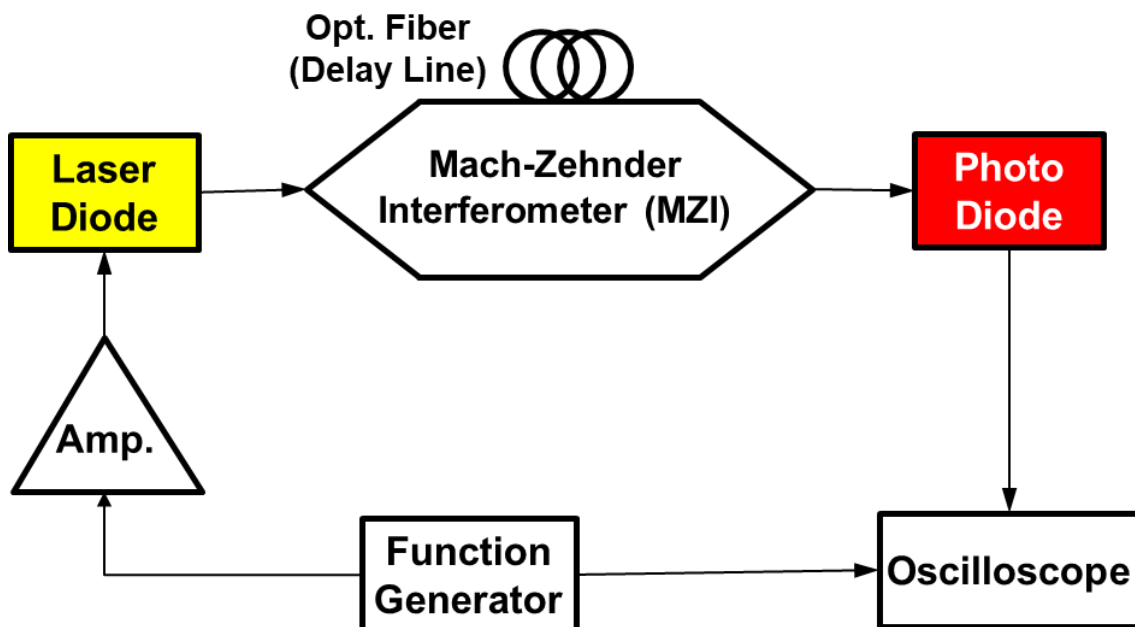 Opt. Fiber
(Delay Line)
Laser
Diode
Mach-Zehnder
Interferometer (MZI)
Photo
Diode
Amp.
Function
Generator
Oscilloscope